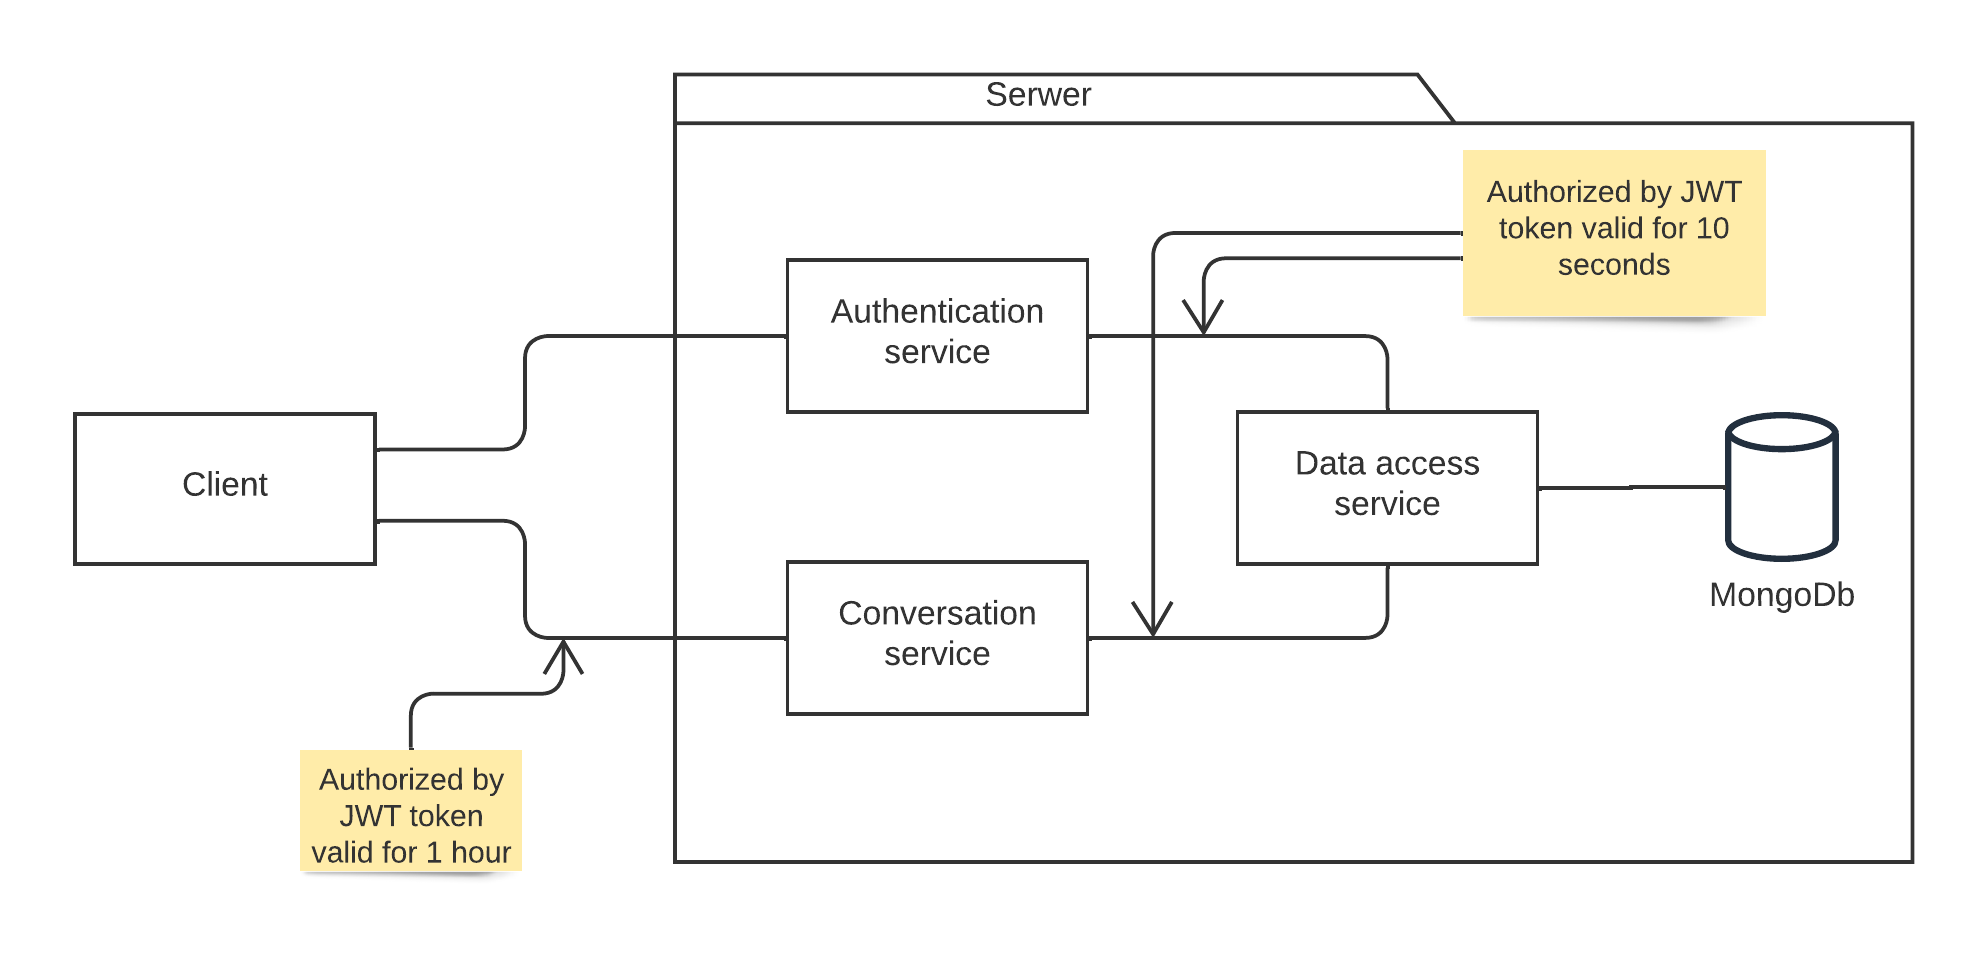 Serwer
Authorized by JWT
token valid for 10
seconds
Authentication
service
Client
Data access
service
MongoDb
Conversation
service
Authorized by
JWT token
valid for 1 hour